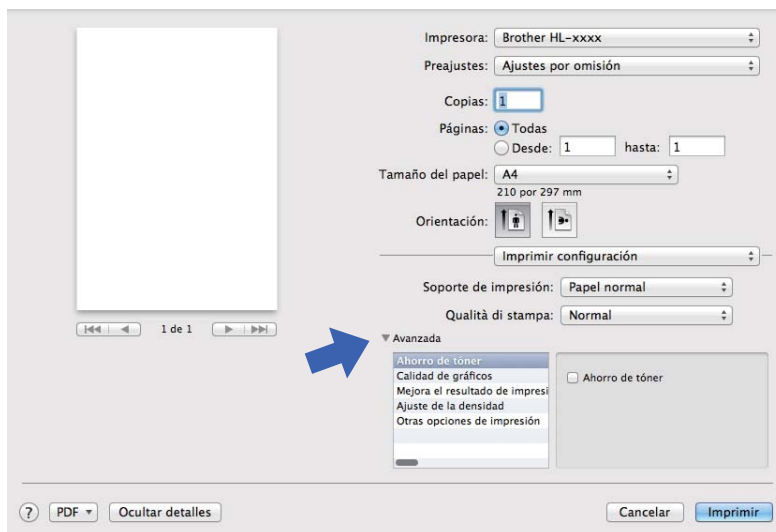 Impresora: Brother HL-xxxx
Preajustes: Ajustes por omisión
Copias: 1
Páginas: Todas
Desde: 1 hasta: 1
Tamaño del papel: A4
210 por 297 mm
Orientación:
Imprimir configuración
Soporte de impresión: Papel normal
Qualità di stampa: Normal
1 de 1
Avanzada
Ahorro de tóner
Calidad de gráficos
Mejora el resultado de impresi
Ajuste de la densidad
Otras opciones de impresión
Ahorro de tóner
? PDF Ocultar detalles Cancelar Imprimir